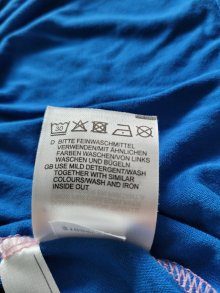 30
D BITTE FEINWASCHMITTEL
VERWENDEN/MIT ÄHNLICHEN
FARBEN WASCHEN/VON LINKS
WASCHEN UND BÜGELN
GB USE MILD DETERGENT/WASH
TOGETHER WITH SIMILAR
COLOURS/WASH AND IRON
INSIDE OUT